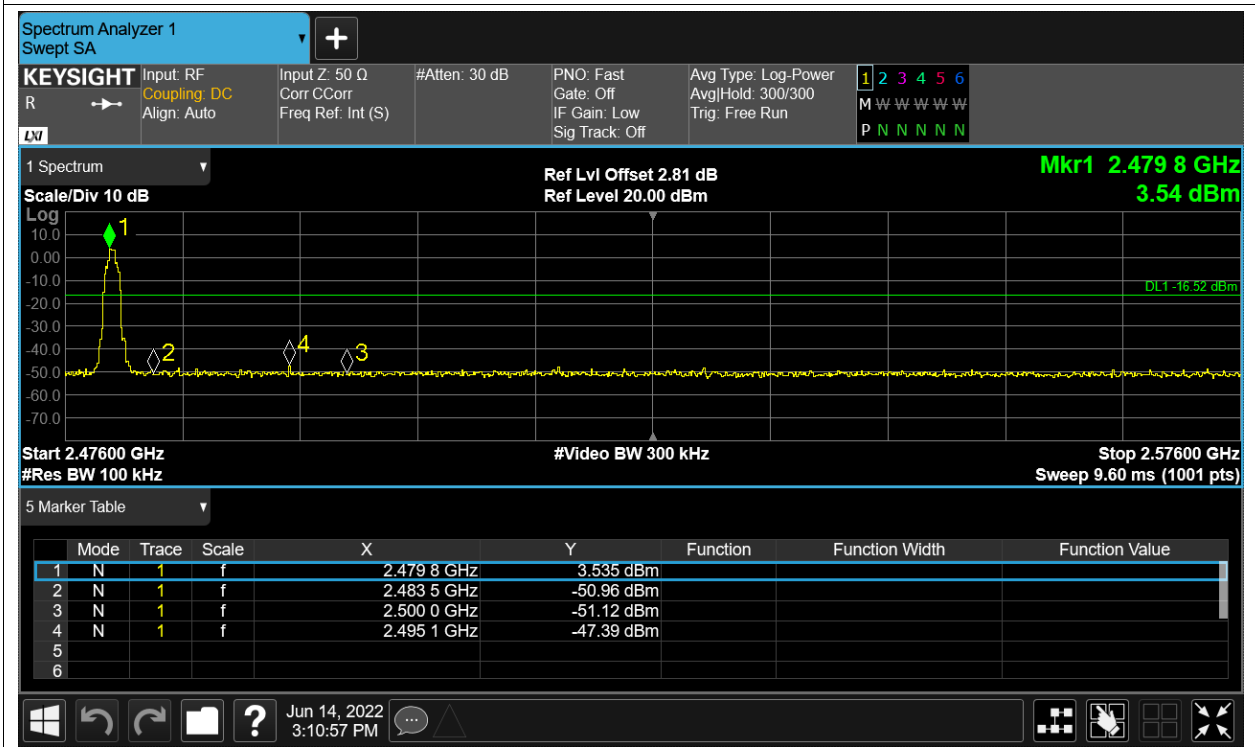 Spectrum Analyzer 1
Swept SA
KEYSIGHT Input: RF Input Z: 50 Ω #Atten: 30 dB PNO: Fast Avg Type: Log-Power 1 2 3 4 5 6
R Coupling: DC Corr CCorr Gate: Off Avg|Hold: 300/300 M W W W W W
Align: Auto Freq Ref: Int (S) IF Gain: Low Trig: Free Run
LXI Sig Track: Off P N N N N N
1 Spectrum Ref Lvl Offset 2.81 dB Mkr1 2.479 8 GHz
Scale/Div 10 dB Ref Level 20.00 dBm 3.54 dBm
Log
1
10.0
0.00
-10.0
DL1 -16.52 dBm
-20.0
-30.0
-40.0
2 4 3
-50.0
-60.0
-70.0
Start 2.47600 GHz #Video BW 300 kHz Stop 2.57600 GHz
#Res BW 100 kHz Sweep 9.60 ms (1001 pts)
5 Marker Table
Mode Trace Scale X Y Function Function Width Function Value
1 N 1 f 2.479 8 GHz 3.535 dBm
2 N 1 f 2.483 5 GHz -50.96 dBm
3 N 1 f 2.500 0 GHz -51.12 dBm
4 N 1 f 2.495 1 GHz -47.39 dBm
5
6
? Jun 14, 2022
3:10:57 PM